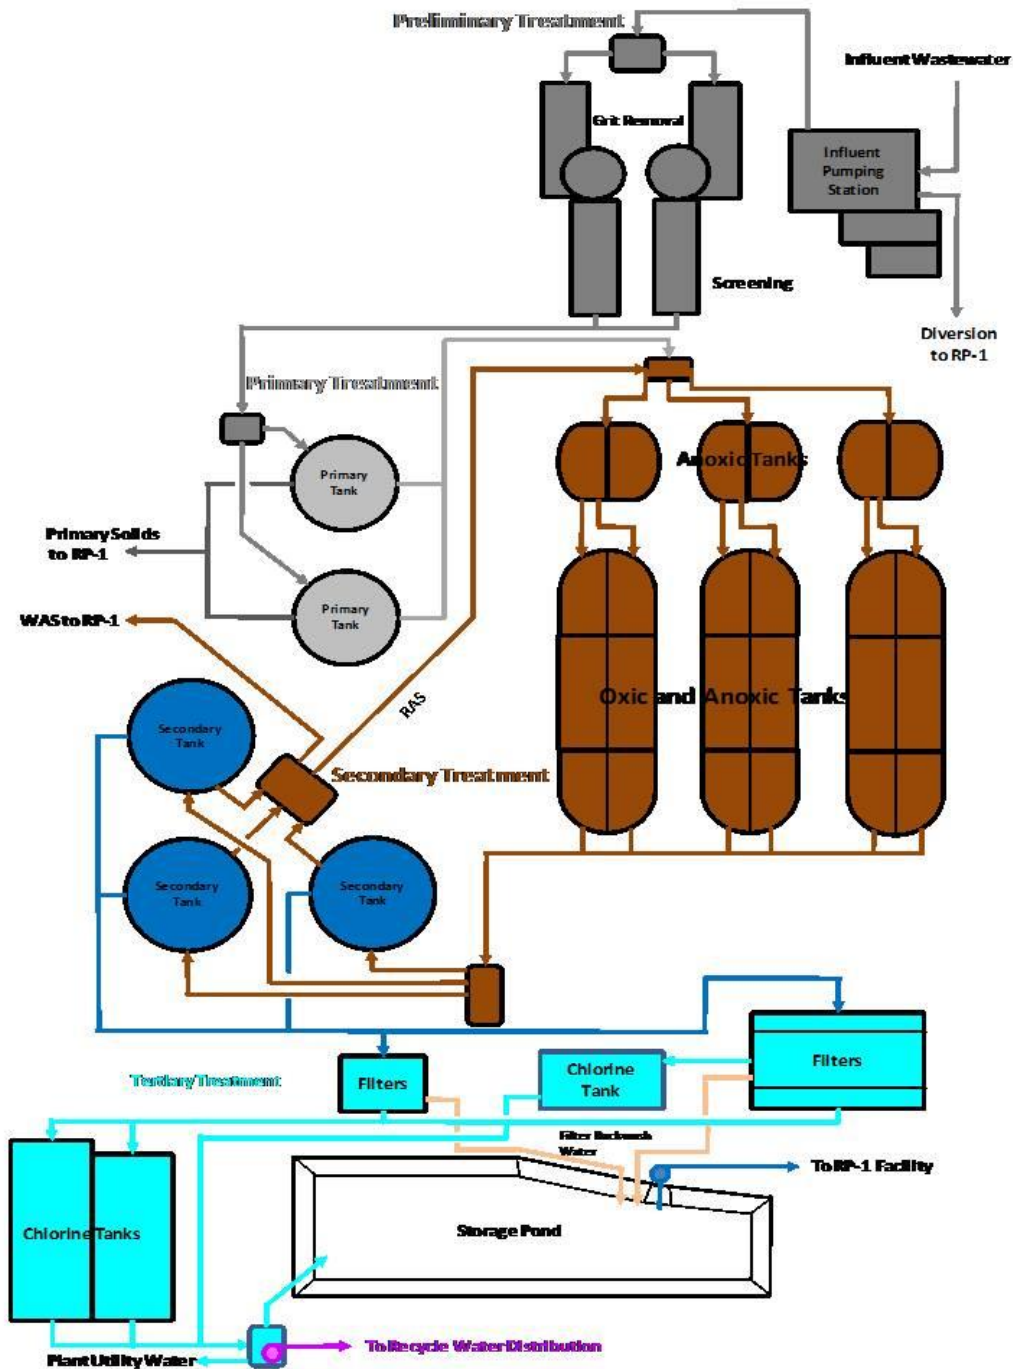 Preliminary Treatment
Influent Wastewater
Grit Removal
Influent
Pumping
Station
Screening
Diversion
to RP-1
Primary Treatment
Primary
Tank
Anoxic Tanks
Primary Solids
to RP-1
Primary
Tank
WAS to RP-1
RAS
Oxic and Anoxic Tanks
Secondary
Tank
Secondary Treatment
Secondary
Tank
Secondary
Tank
Filters
Chlorine
Tank
Filters
Tertiary Treatment
Filter Backwash
Water
To RP-1 Facility
Storage Pond
Chlorine Tanks
To Recycle Water Distribution
Plant Utility Water